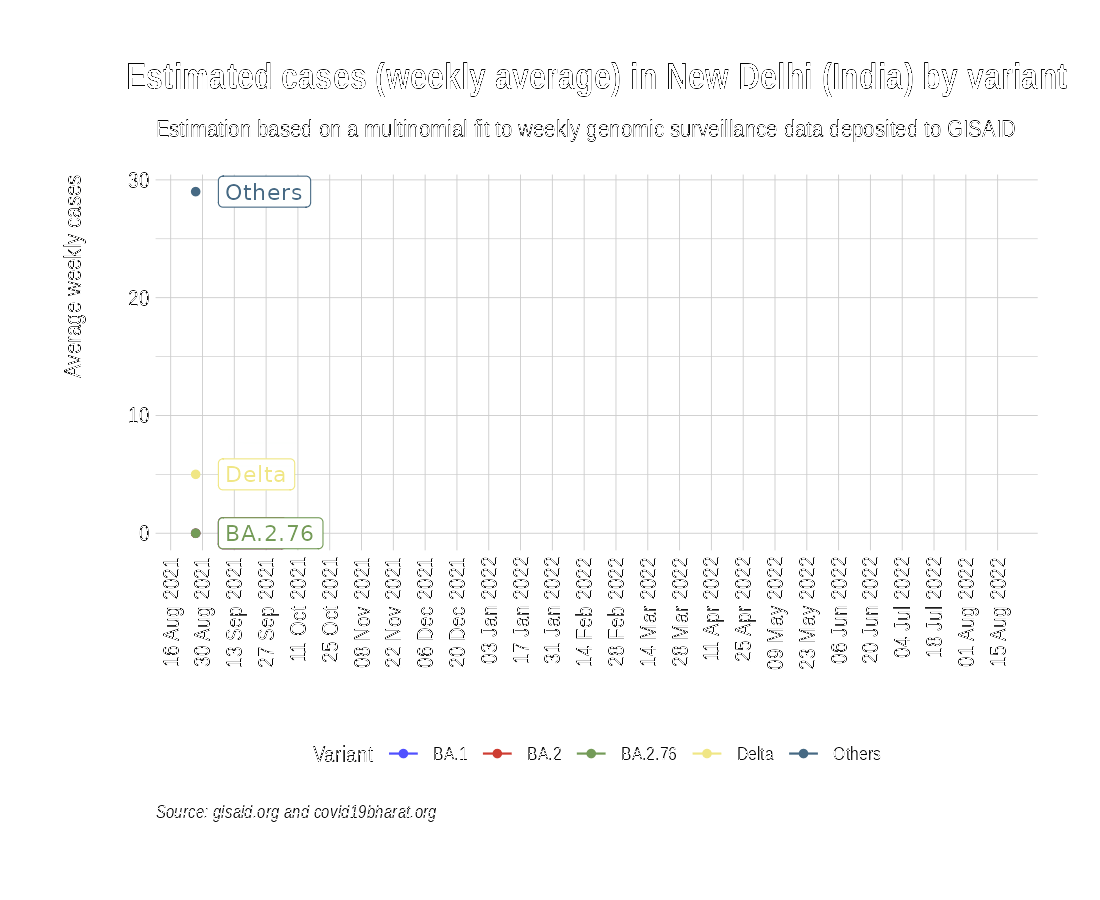 Estimated cases (weekly average) in New Delhi (India) by variant
Estimation based on a multinomial fit to weekly genomic surveillance data deposited to GISAID
Average weekly cases
30
20
10
0
Others
Delta
BA.2.76
16 Aug 2021
30 Aug 2021
13 Sep 2021
27 Sep 2021
11 Oct 2021
25 Oct 2021
08 Nov 2021
22 Nov 2021
06 Dec 2021
20 Dec 2021
03 Jan 2022
17 Jan 2022
31 Jan 2022
14 Feb 2022
28 Feb 2022
14 Mar 2022
28 Mar 2022
11 Apr 2022
25 Apr 2022
09 May 2022
23 May 2022
06 Jun 2022
20 Jun 2022
04 Jul 2022
18 Jul 2022
01 Aug 2022
15 Aug 2022
Variant BA.1 BA.2 BA.2.76 Delta Others
Source: gisaid.org and covid19bharat.org